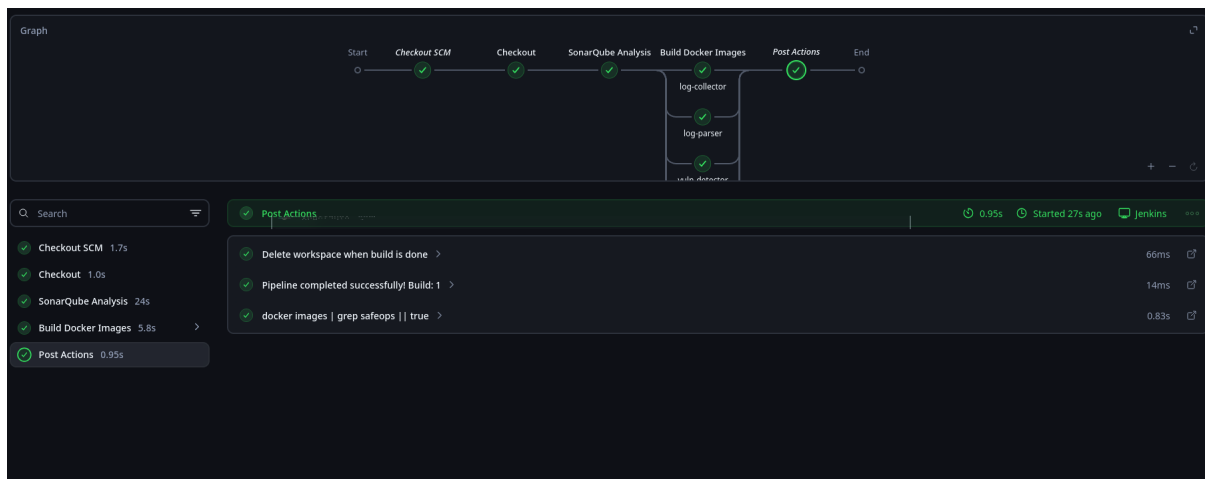 Graph
Start Checkout SCM Checkout SonarQube Analysis Build Docker Images Post Actions End
log-collector
log-parser
vuln-detector
Search
Checkout SCM 1.7s
Checkout 1.0s
SonarQube Analysis 24s
Build Docker Images 5.8s
Post Actions 0.95s
Post Actions 0.95s Started 27s ago Jenkins
Delete workspace when build is done 66ms
Pipeline completed successfully! Build: 1 14ms
docker images | grep safeops || true 0.83s